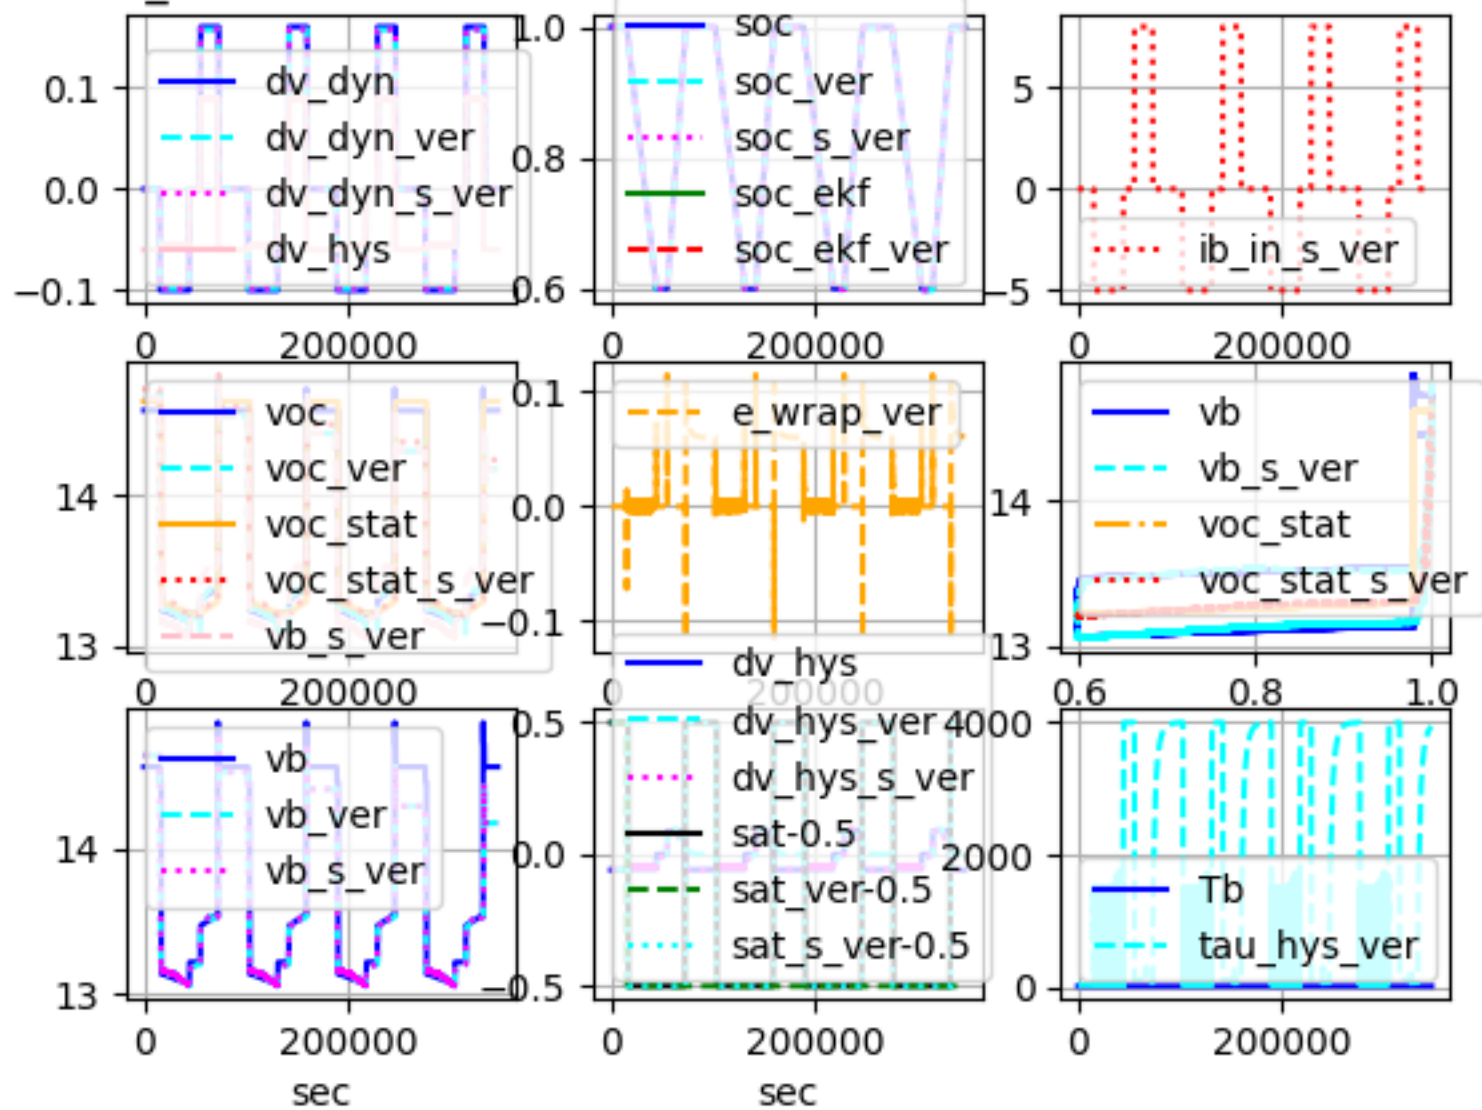 0.1
0.0
−0.1
dv_dyn
dv_dyn_ver
dv_dyn_s_ver
dv_hys
0
200000
1.0
0.8
0.6
soc
soc_ver
soc_s_ver
soc_ekf
soc_ekf_ver
0
200000
5
0
−5
ib_in_s_ver
0
200000
14
13
voc
voc_ver
voc_stat
voc_stat_s_ver
vb_s_ver
0
200000
0.1
0.0
−0.1
e_wrap_ver
0
200000
14
13
vb
vb_s_ver
voc_stat
voc_stat_s_ver
0.6
0.8
1.0
14
13
vb
vb_ver
vb_s_ver
0
200000
sec
0.5
0.0
−0.5
dv_hys
dv_hys_ver
dv_hys_s_ver
sat-0.5
sat_ver-0.5
sat_s_ver-0.5
0
200000
sec
4000
2000
0
Tb
tau_hys_ver
0
200000